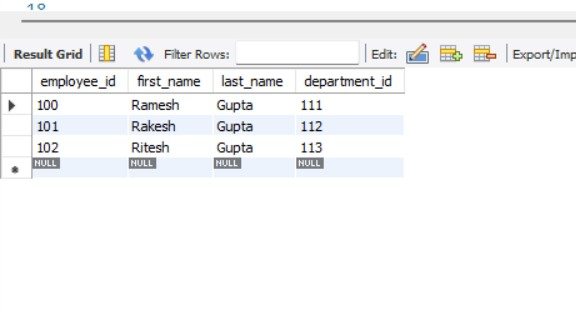 18
Result Grid Filter Rows: Edit: Export/Imp
employee_id first_name last_name department_id
100 Ramesh Gupta 111
101 Rakesh Gupta 112
102 Ritesh Gupta 113
NULL NULL NULL NULL